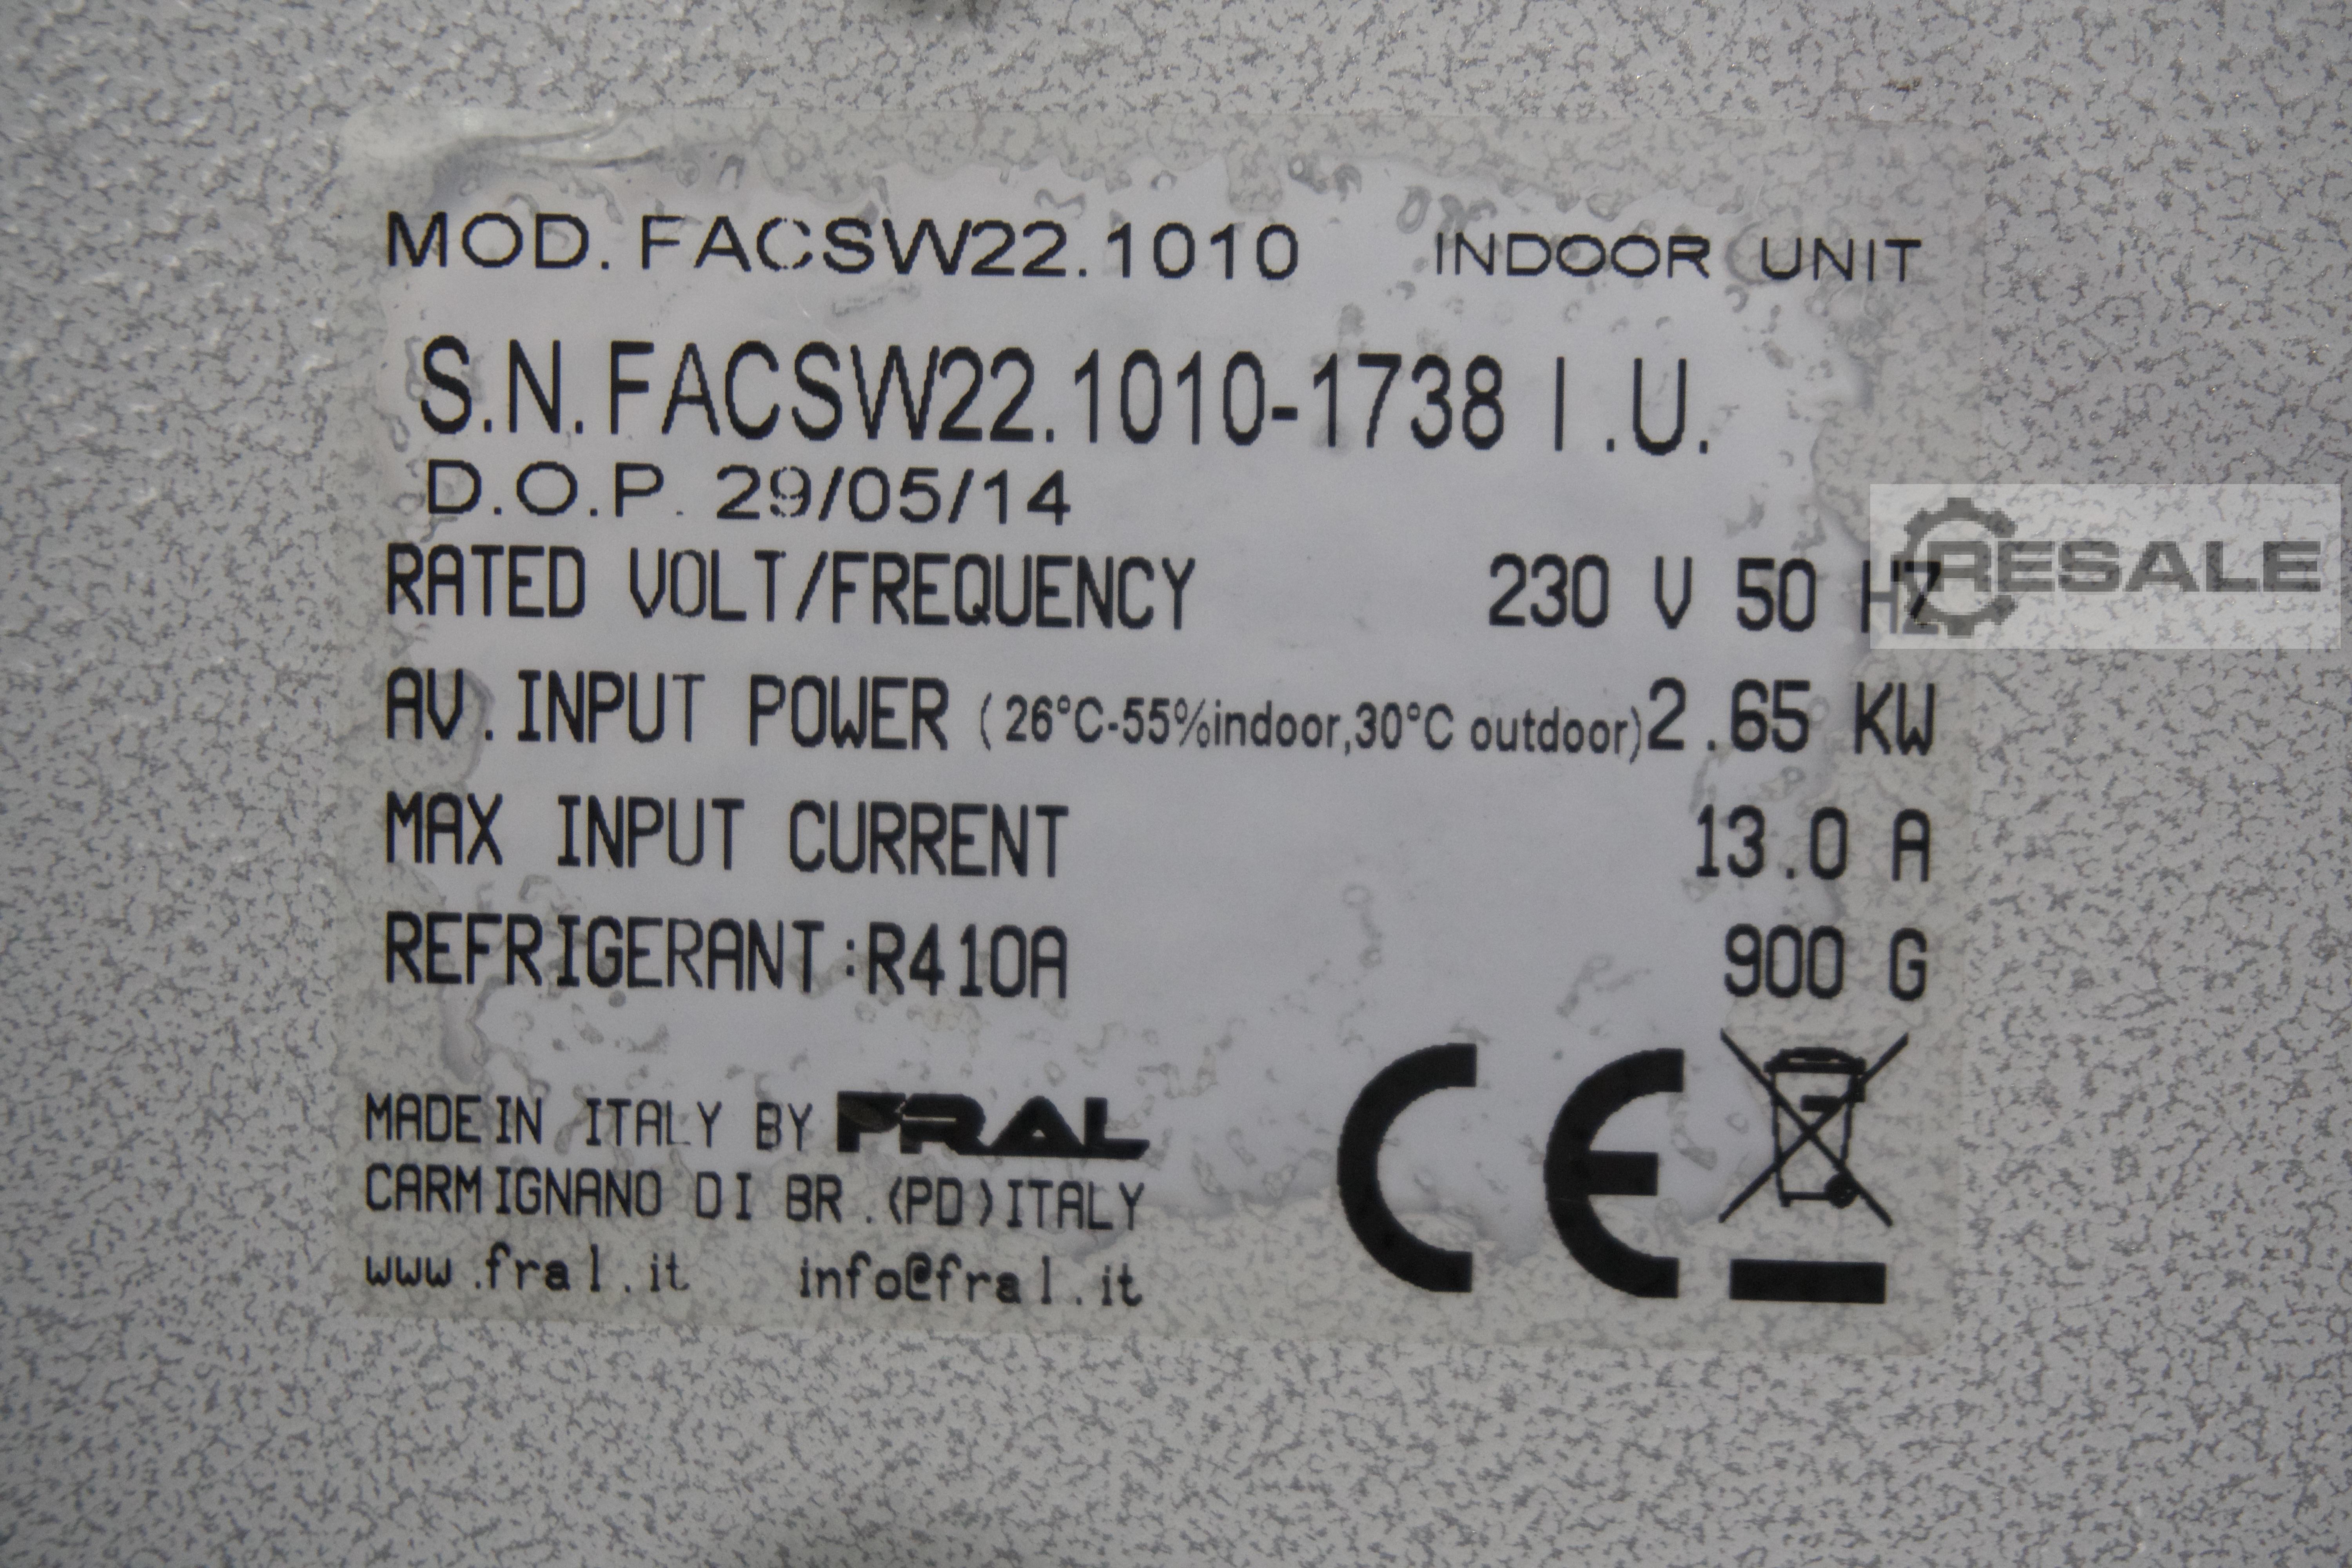 MOD. FACSW22.1010 INDOOR UNIT
S.N.FACSW22.1010-1738 I.U.
D.O.P. 29/05/14
RATED VOLT/FREQUENCY 230 V 50 HZ
RESALE
AV.INPUT POWER (26°C-55%indoor,30°C outdoor)2.65 KW
MAX INPUT CURRENT 13.0 A
REFRIGERANT:R410A 900 G
MADE IN ITALY BY FRAL
CARMIGNANO DI BR.(PD)ITALY
www.fral.it info@fral.it
CE